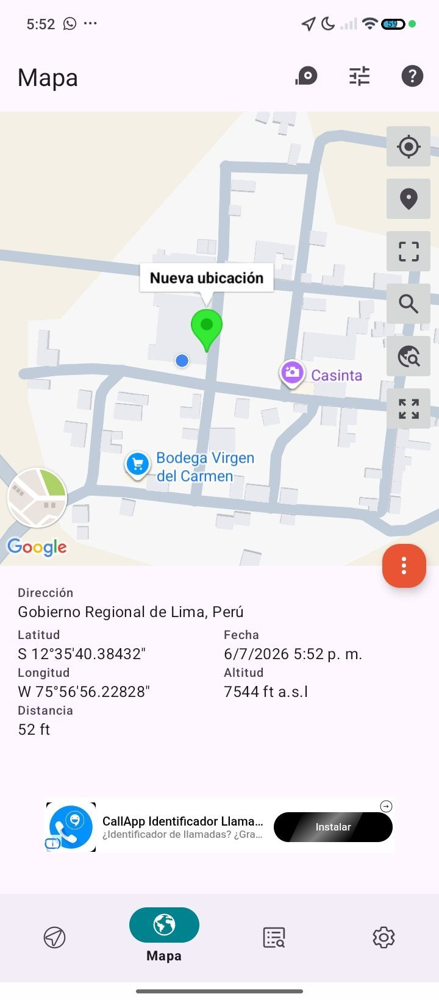 5:52
59
Mapa
Nueva ubicación
Casinta
Bodega Virgen
del Carmen
Google
Dirección
Gobierno Regional de Lima, Perú
Latitud
Fecha
S 12°35'40.38432"
6/7/2026 5:52 p. m.
Longitud
Altitud
W 75°56'56.22828"
7544 ft a.s.l
Distancia
52 ft
CallApp Identificador Llama...
¿Identificador de llamadas? ¿Gra...
Instalar
Mapa